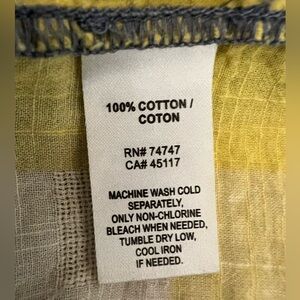 100% COTTON /
COTON
RN# 74747
CA# 45117
MACHINE WASH COLD
SEPARATELY,
ONLY NON-CHLORINE
BLEACH WHEN NEEDED,
TUMBLE DRY LOW,
COOL IRON
IF NEEDED.